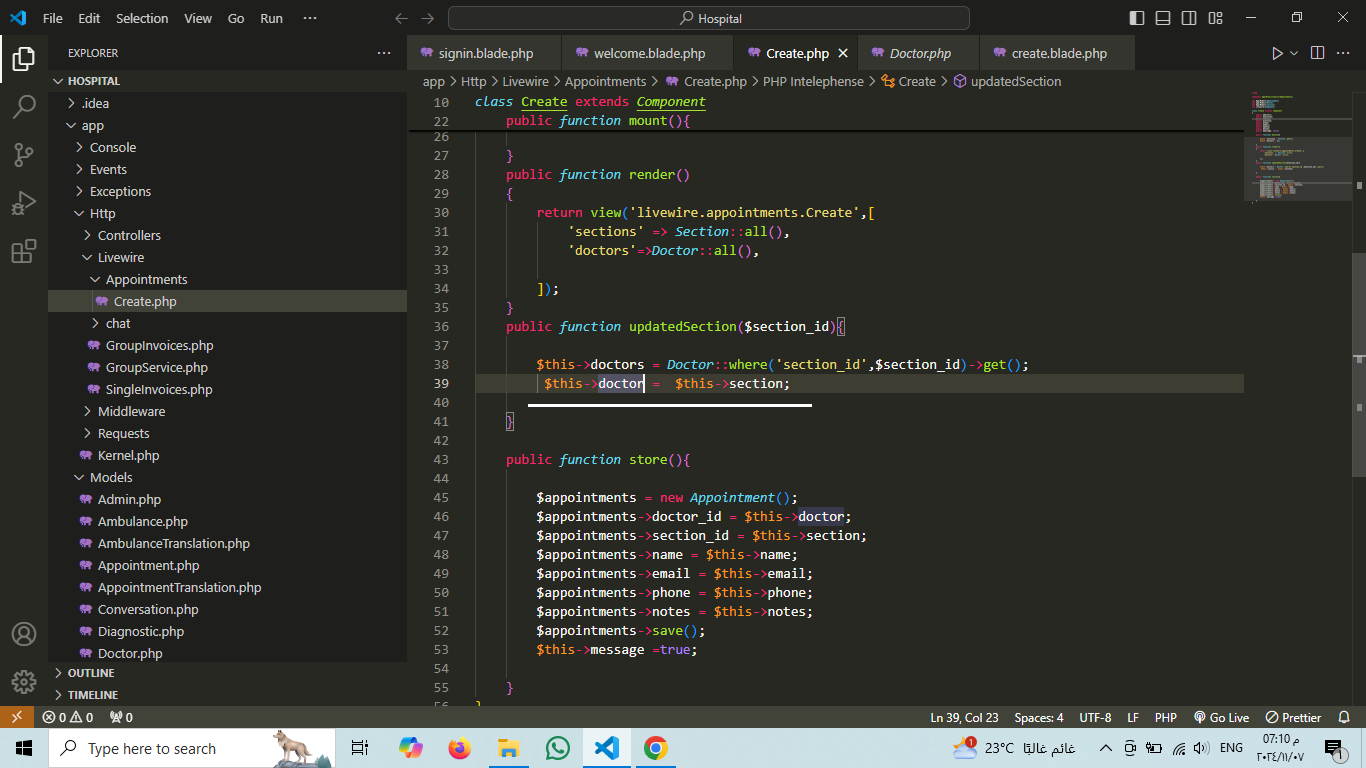 File Edit Selection View Go Run ··· Hospital
EXPLORER ···
HOSPITAL
.idea
app
Console
Events
Exceptions
Http
Controllers
Livewire
Appointments
Create.php
chat
GroupInvoices.php
GroupService.php
SingleInvoices.php
Middleware
Requests
Kernel.php
Models
Admin.php
Ambulance.php
AmbulanceTranslation.php
Appointment.php
AppointmentTranslation.php
Conversation.php
Diagnostic.php
Doctor.php
OUTLINE
TIMELINE
signin.blade.php welcome.blade.php Create.php Doctor.php create.blade.php
app > Http > Livewire > Appointments > Create.php > PHP Intelephense > Create > updatedSection
10 class Create extends Component
22 public function mount(){
26
27 }
28 public function render()
29 {
30 return view('livewire.appointments.Create',[
31 'sections' => Section::all(),
32 'doctors'=>Doctor::all(),
33
34 ]);
35 }
36 public function updatedSection($section_id){
37
38 $this->doctors = Doctor::where('section_id',$section_id)->get();
39 $this->doctor = $this->section;
40
41 }
42
43 public function store(){
44
45 $appointments = new Appointment();
46 $appointments->doctor_id = $this->doctor;
47 $appointments->section_id = $this->section;
48 $appointments->name = $this->name;
49 $appointments->email = $this->email;
50 $appointments->phone = $this->phone;
51 $appointments->notes = $this->notes;
52 $appointments->save();
53 $this->message =true;
54
55 }
56 }
0 0 0 Ln 39, Col 23 Spaces: 4 UTF-8 LF PHP Go Live Prettier
Type here to search 1 23°C غائم غالبًا ENG م 07:10
٢٠٢٤/١١/٠٧ 1